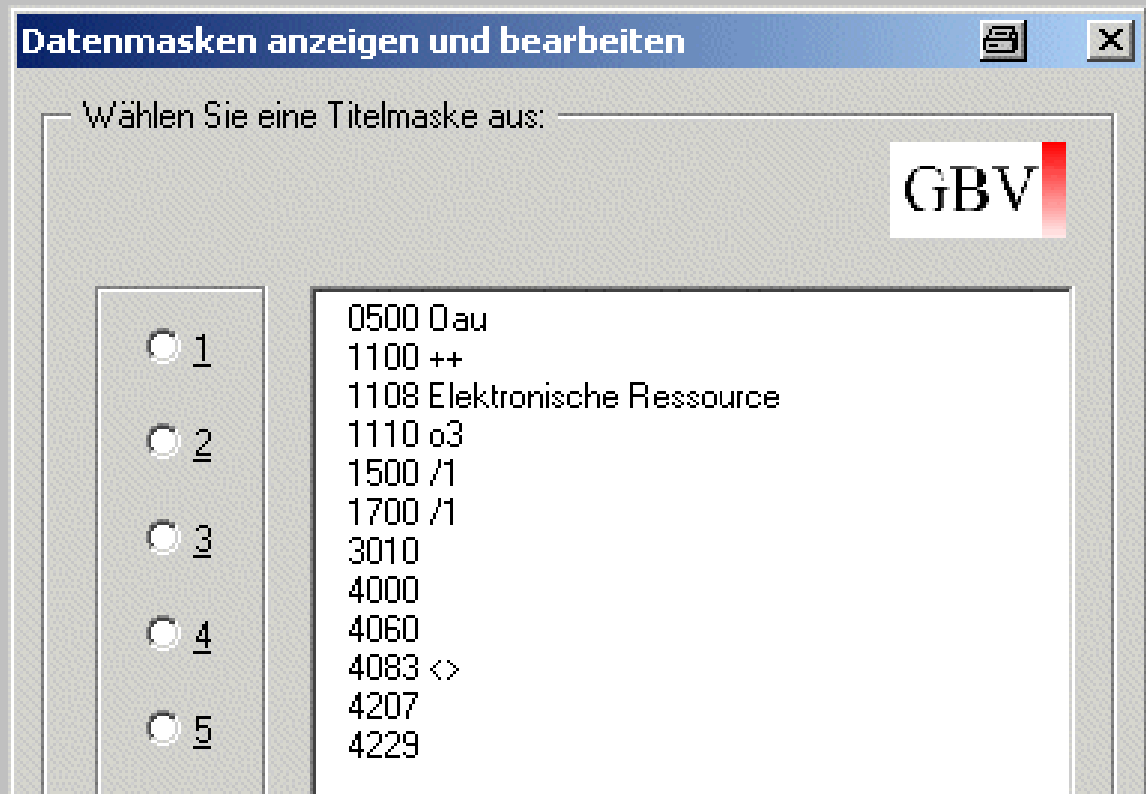 Datenmasken anzeigen und bearbeiten
Wählen Sie eine Titelmaske aus:
GBV
1
2
3
4
5
0500 Oau
1100 ++
1108 Elektronische Ressource
1110 o3
1500 /1
1700 /1
3010
4000
4060
4083 <>
4207
4229